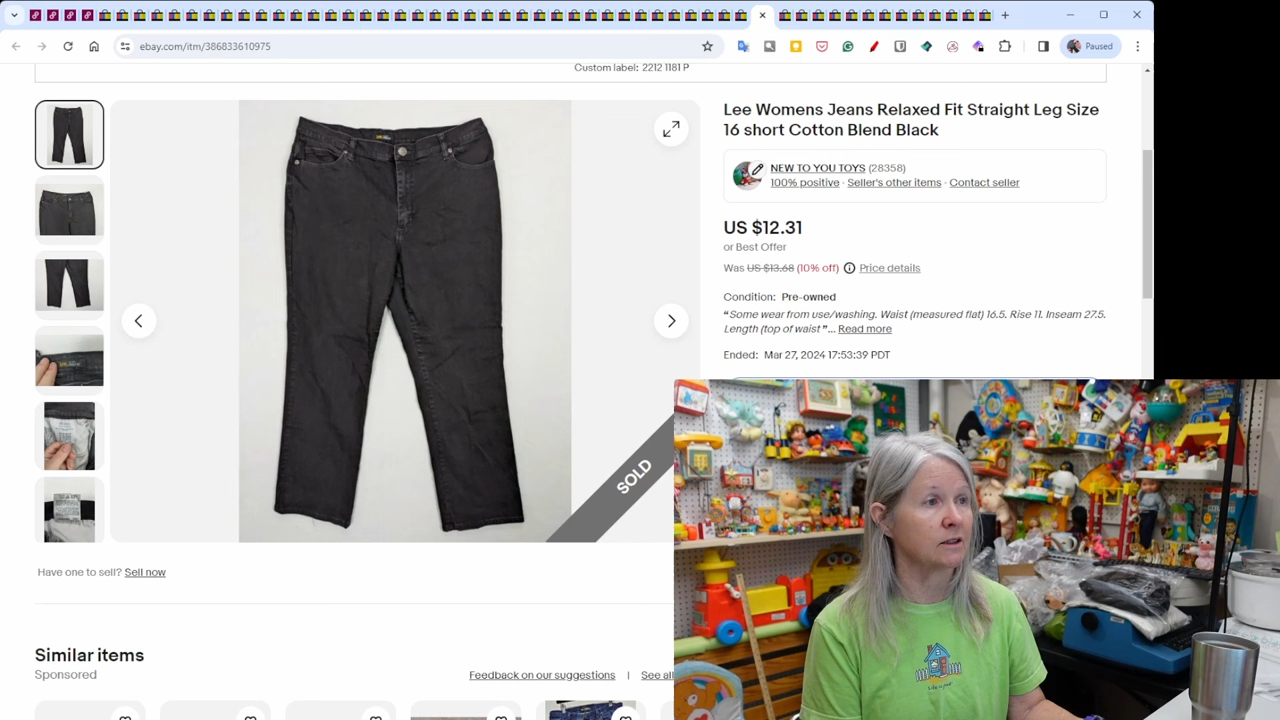 ebay.com/itm/386833610975
Paused
Custom label: 2212 1181 P
Lee Womens Jeans Relaxed Fit Straight Leg Size
16 short Cotton Blend Black
NEW TO YOU TOYS (28358)
100% positive · Seller's other items · Contact seller
US $12.31
or Best Offer
Was US $13.68 (10% off) Price details
Condition: Pre-owned
“Some wear from use/washing. Waist (measured flat) 16.5. Rise 11. Inseam 27.5.
Length (top of waist ”... Read more
Ended: Mar 27, 2024 17:53:39 PDT
SOLD
Have one to sell? Sell now
Similar items
Sponsored
Feedback on our suggestions | See all